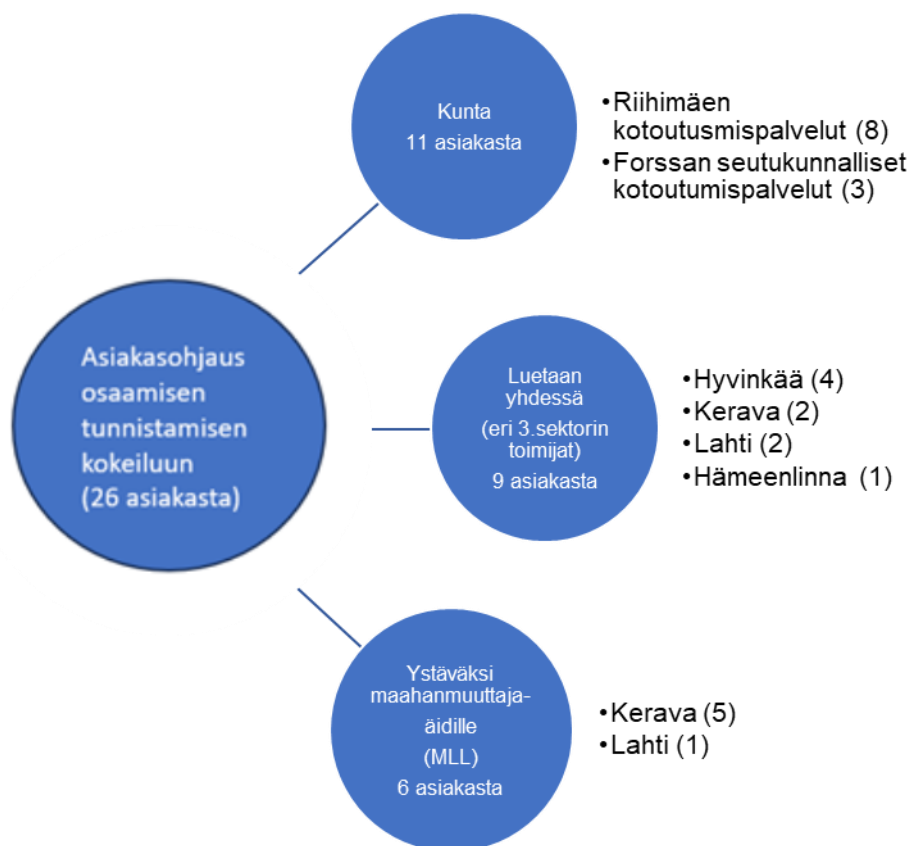 Kunta
11 asiakasta
•Riihimäen
kotoutusmispalvelut (8)
•Forssan seutukunnalliset
kotoutumispalvelut (3)
Asiakasohjaus
osaamisen
tunnistamisen
kokeiluun
(26 asiakasta)
Luetaan
yhdessä
(eri 3.sektorin
toimijat)
9 asiakasta
•Hyvinkää (4)
•Kerava (2)
•Lahti (2)
•Hämeenlinna (1)
Ystäväksi
maahanmuuttaja-
äidille
(MLL)
6 asiakasta
•Kerava (5)
•Lahti (1)